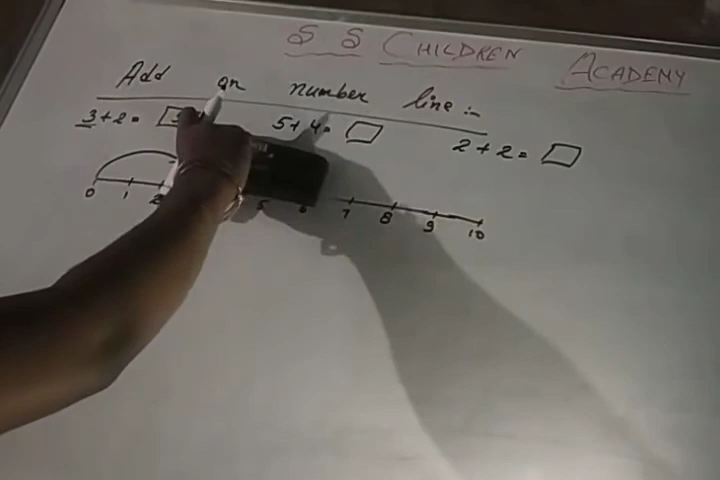 S S CHILDREN ACADEMY
Add on number line :-
3 + 2 = 5 5 + 4 = 2 + 2 =
0 1 2 5 6 7 8 9 10